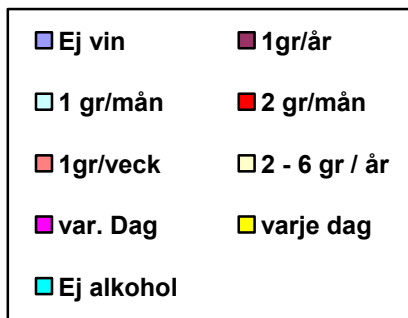 Ej vin 1gr/år
1 gr/mån 2 gr/mån
1gr/veck 2 - 6 gr / år
var. Dag varje dag
Ej alkohol